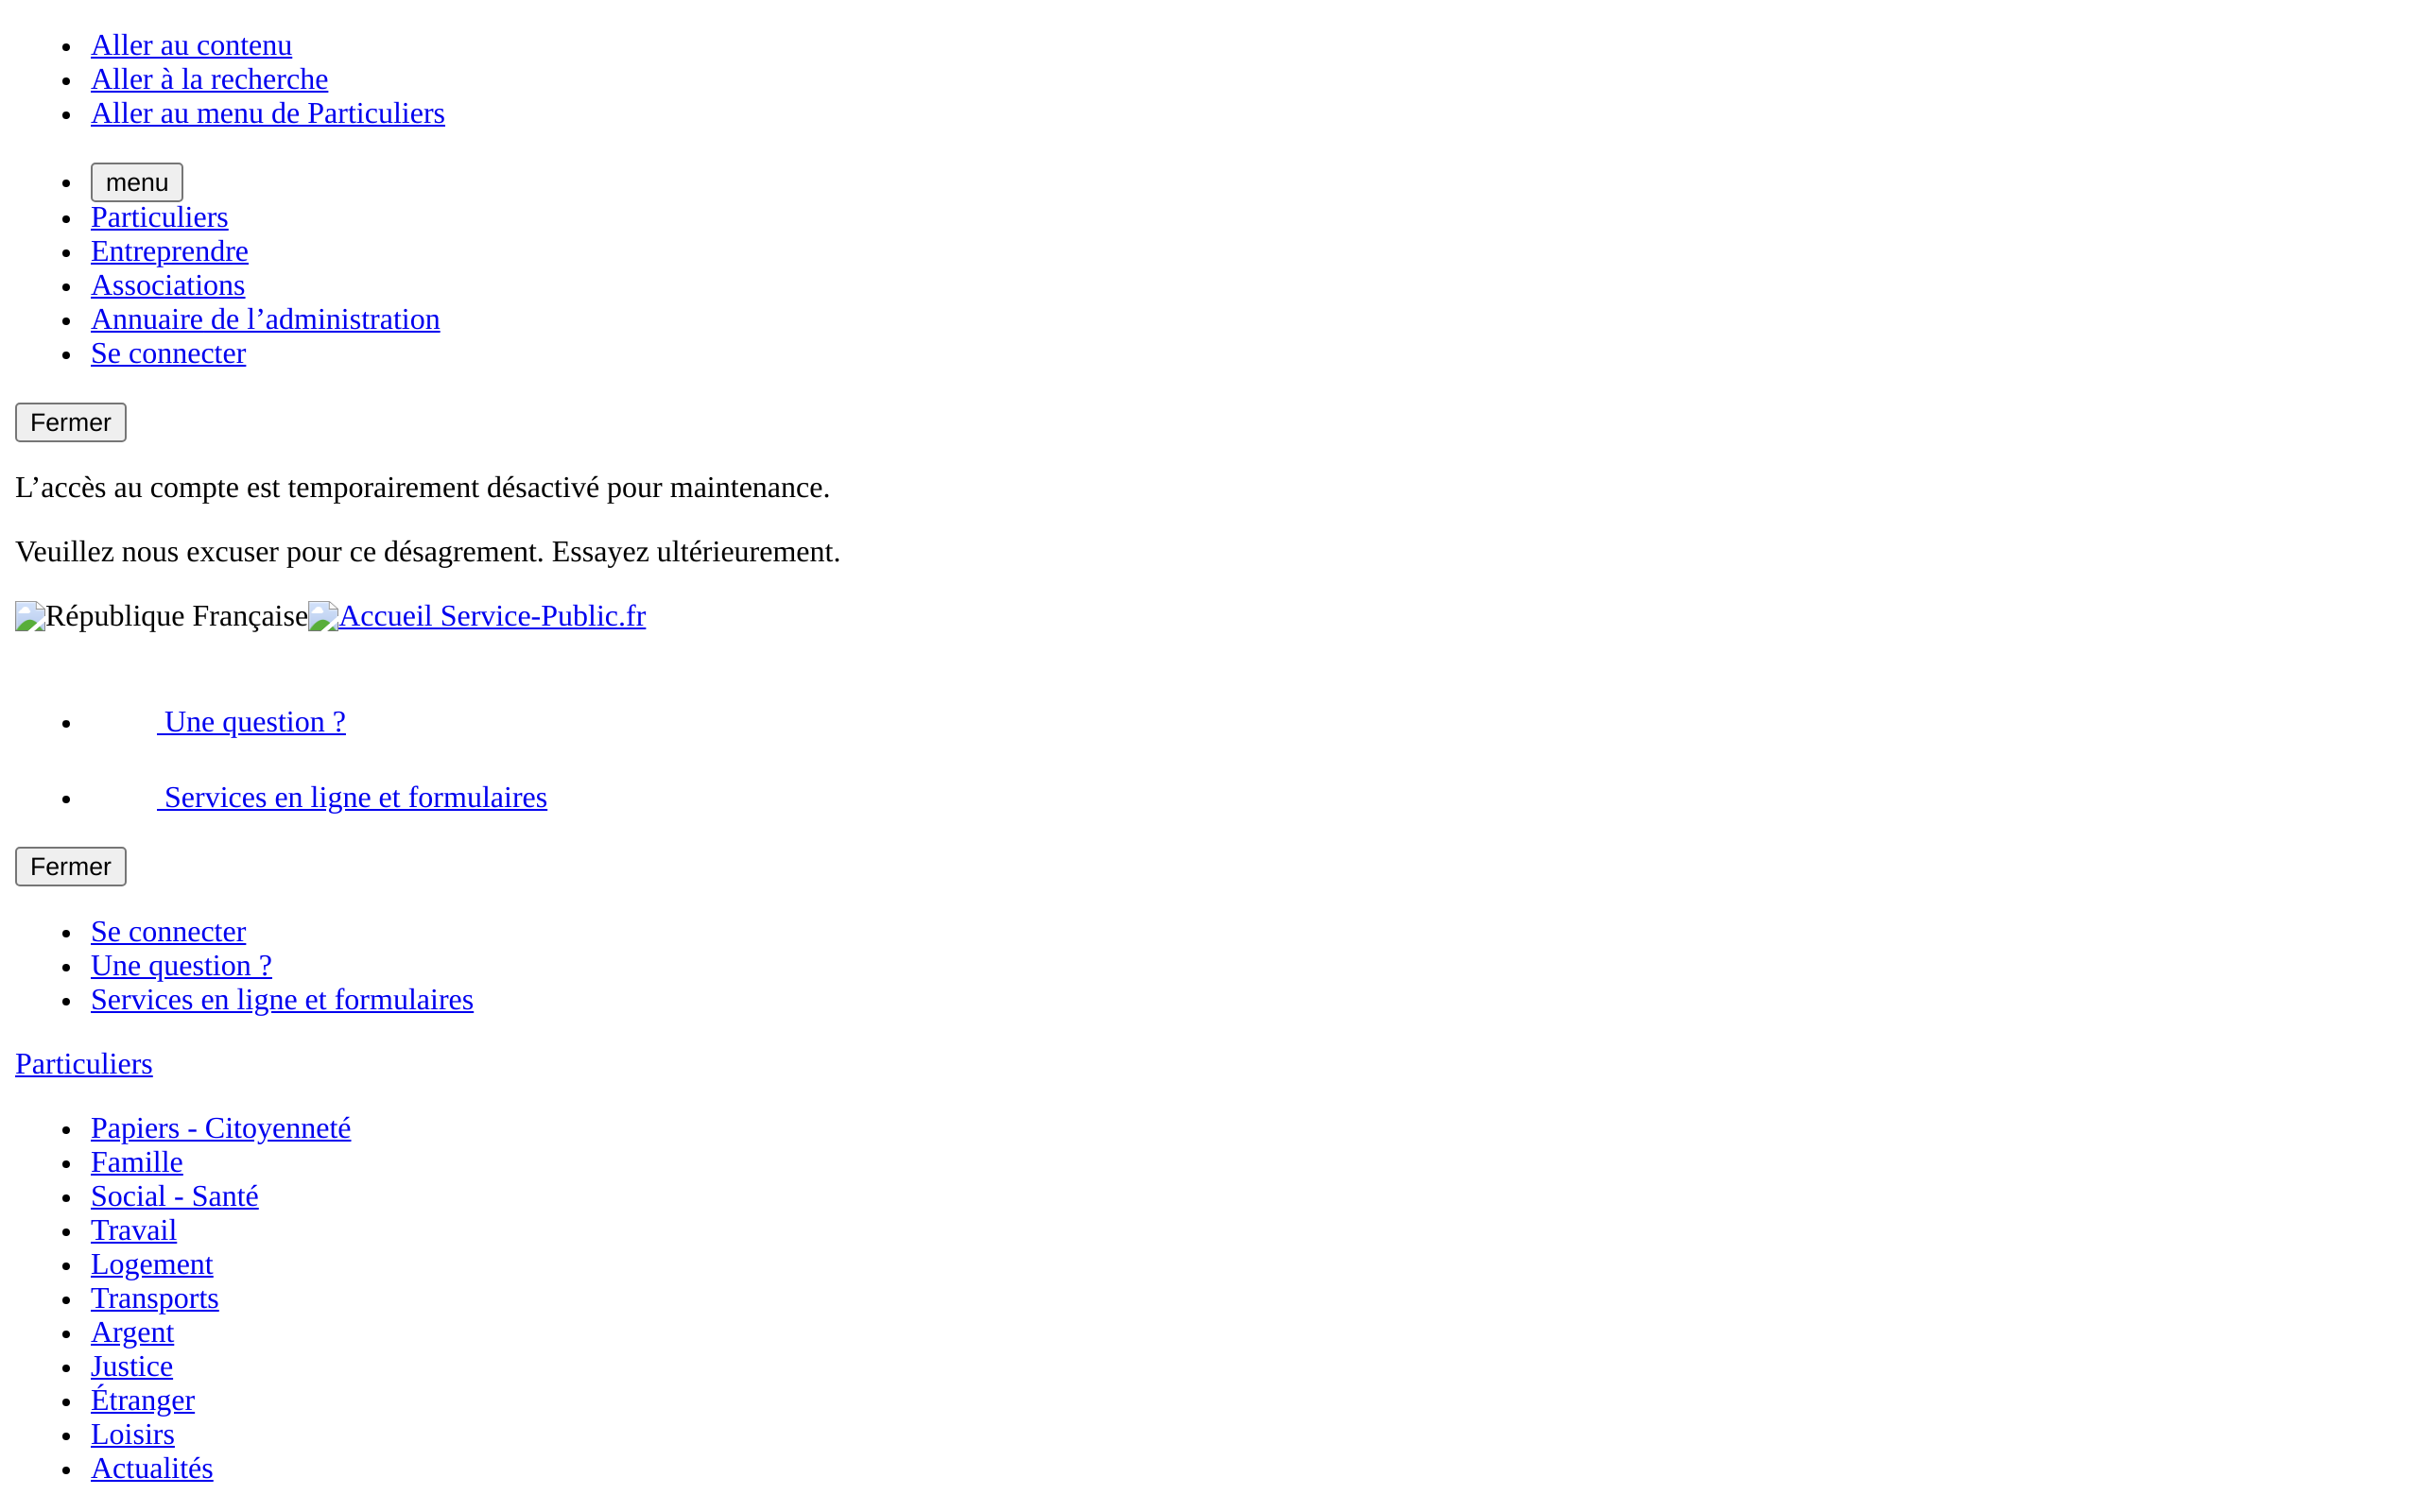 Aller au contenu
Aller à la recherche
Aller au menu de Particuliers
menu
Particuliers
Entreprendre
Associations
Annuaire de l’administration
Se connecter
Fermer
L’accès au compte est temporairement désactivé pour maintenance.
Veuillez nous excuser pour ce désagrement. Essayez ultérieurement.
République Française Accueil Service-Public.fr
Une question ?
Services en ligne et formulaires
Fermer
Se connecter
Une question ?
Services en ligne et formulaires
Particuliers
Papiers - Citoyenneté
Famille
Social - Santé
Travail
Logement
Transports
Argent
Justice
Étranger
Loisirs
Actualités